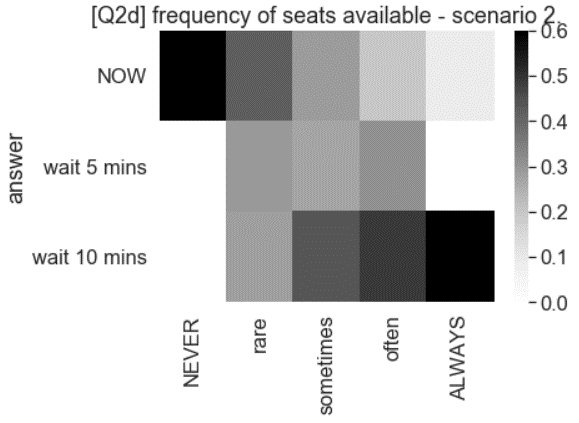 [Q2d] frequency of seats available - scenario 2.
NOW
wait 5 mins
wait 10 mins
answer
NEVER
rare
sometimes
often
ALWAYS
0.6
0.5
0.4
0.3
0.2
0.1
0.0